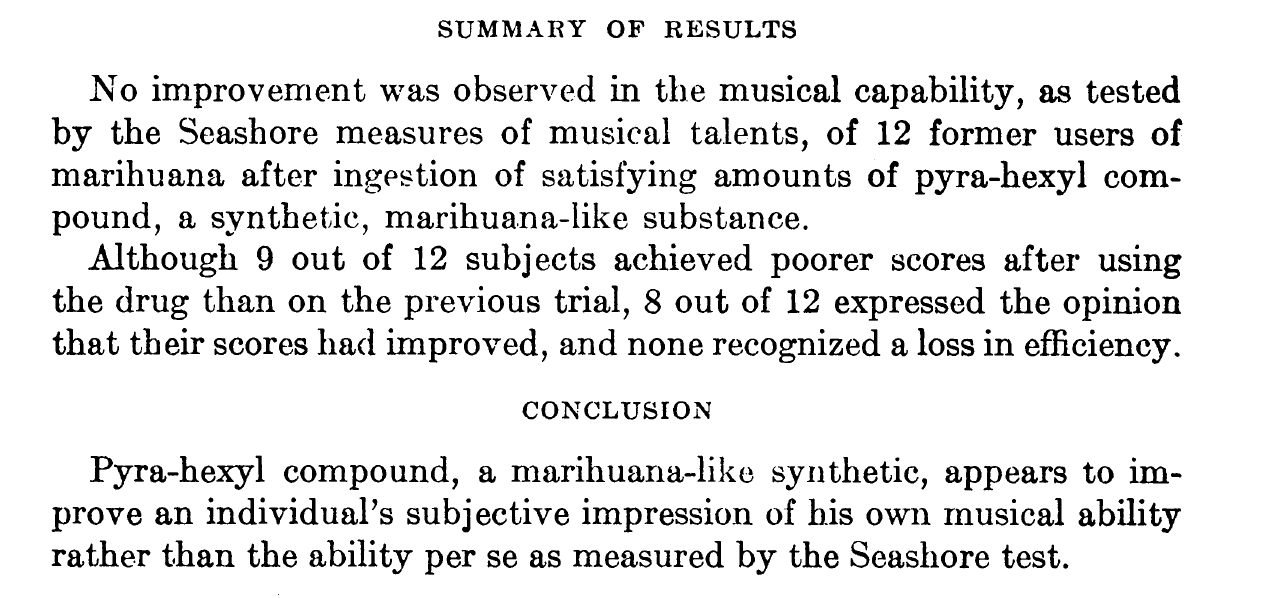 SUMMARY OF RESULTS
No improvement was observed in the musical capability, as tested
by the Seashore measures of musical talents, of 12 former users of
marihuana after ingestion of satisfying amounts of pyra-hexyl com-
pound, a synthetic, marihuana-like substance.
Although 9 out of 12 subjects achieved poorer scores after using
the drug than on the previous trial, 8 out of 12 expressed the opinion
that their scores had improved, and none recognized a loss in efficiency.
CONCLUSION
Pyra-hexyl compound, a marihuana-like synthetic, appears to im-
prove an individual's subjective impression of his own musical ability
rather than the ability per se as measured by the Seashore test.